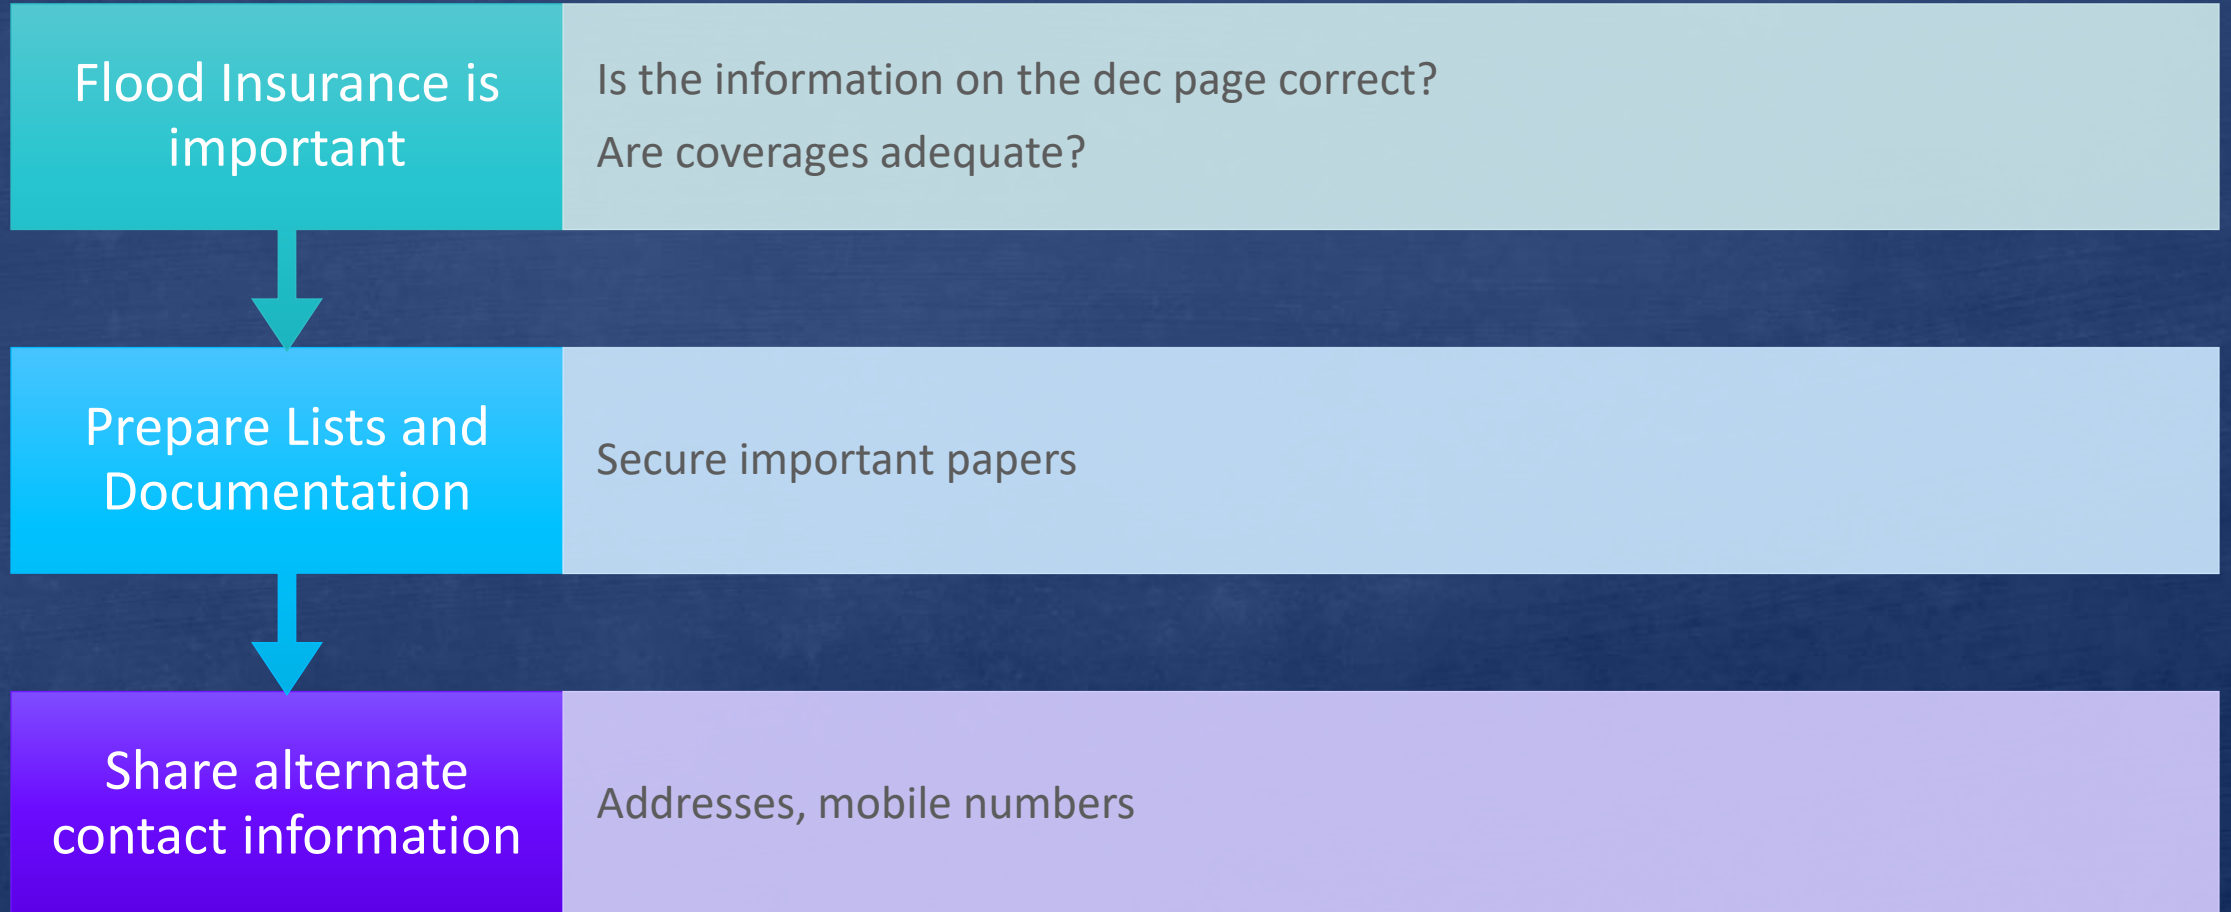 Flood Insurance is
important
Is the information on the dec page correct?
Are coverages adequate?
Prepare Lists and
Documentation
Secure important papers
Share alternate
contact information
Addresses, mobile numbers